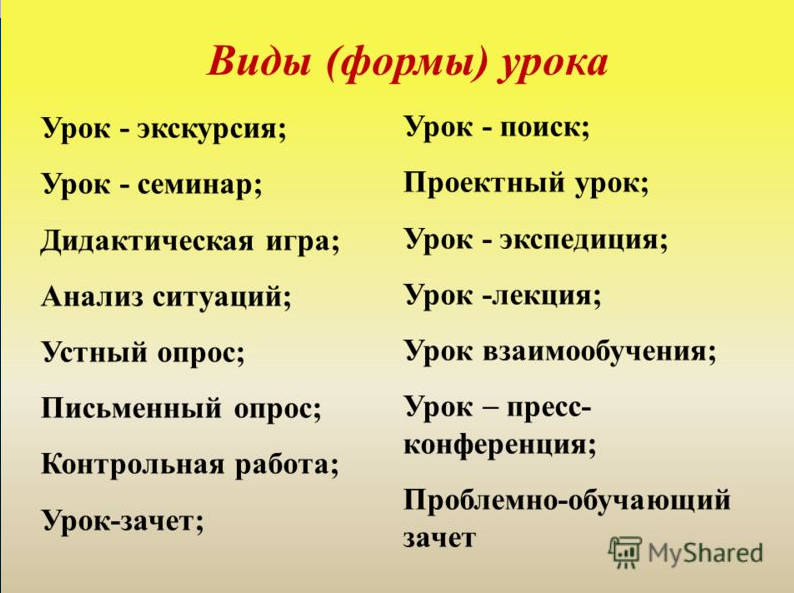 Виды (формы) урока
Урок - экскурсия;
Урок - семинар;
Дидактическая игра;
Анализ ситуаций;
Устный опрос;
Письменный опрос;
Контрольная работа;
Урок-зачет;
Урок - поиск;
Проектный урок;
Урок - экспедиция;
Урок -лекция;
Урок взаимообучения;
Урок – пресс-
конференция;
Проблемно-обучающий
зачет
MyShared